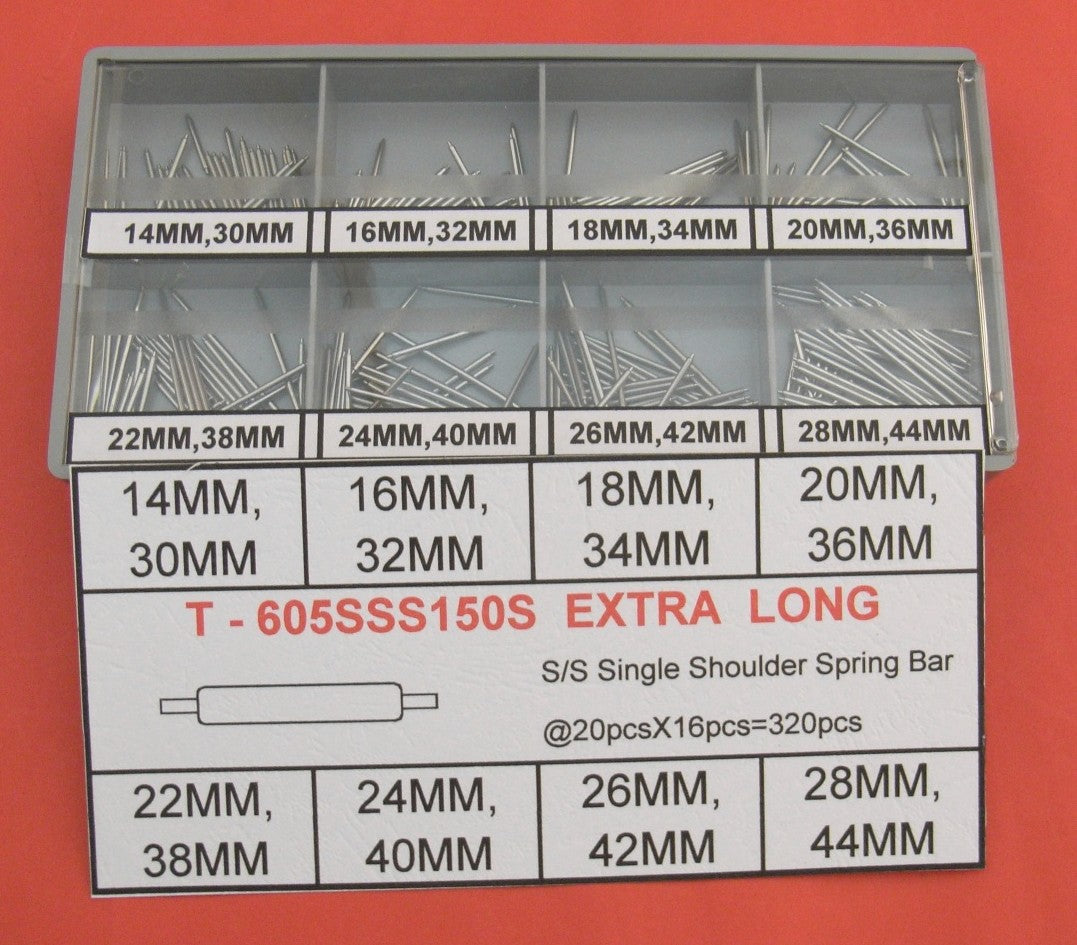 14MM,30MM 16MM,32MM 18MM,34MM 20MM,36MM
22MM,38MM 24MM,40MM 26MM,42MM 28MM,44MM
14MM, 16MM, 18MM, 20MM,
30MM 32MM 34MM 36MM
T - 605SSS150S EXTRA LONG
S/S Single Shoulder Spring Bar
@20pcsX16pcs=320pcs
22MM, 24MM, 26MM, 28MM,
38MM 40MM 42MM 44MM